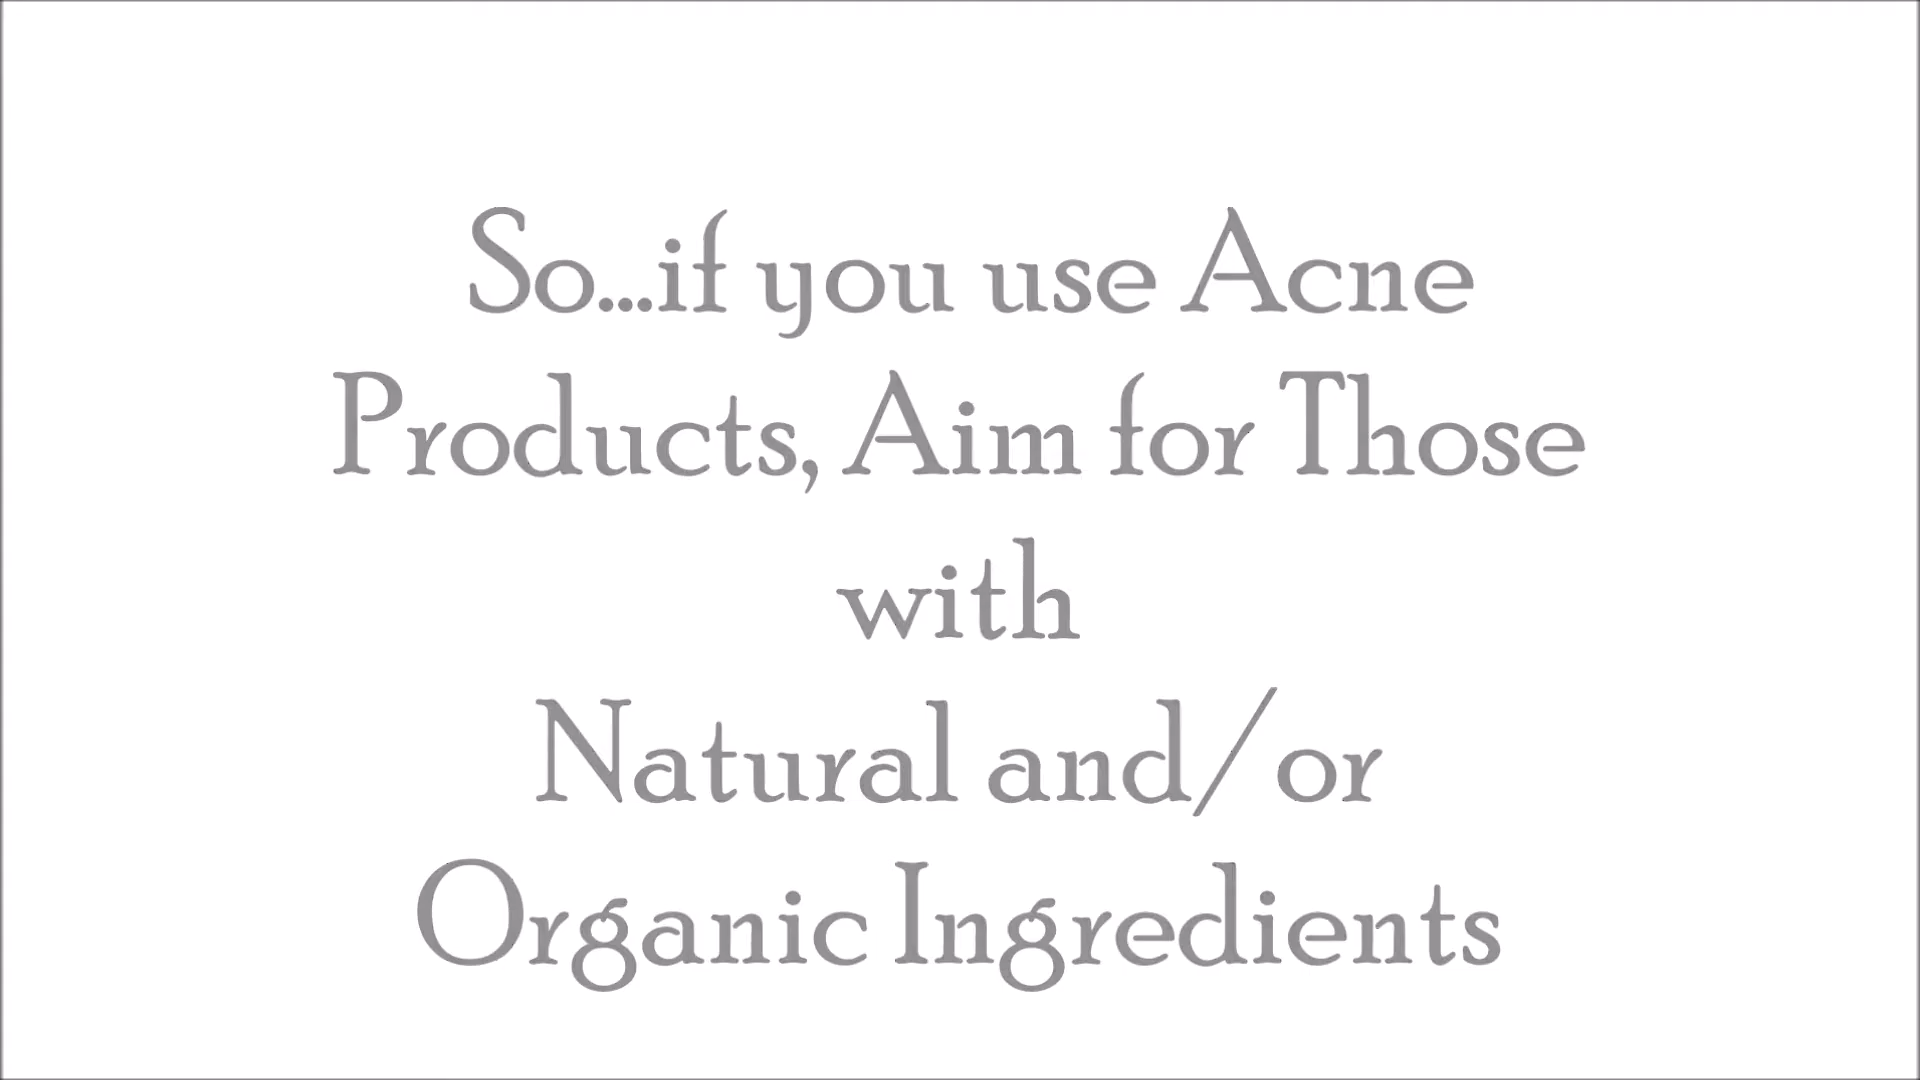 So...if you use Acne
Products, Aim for Those
with
Natural and/or
Organic Ingredients